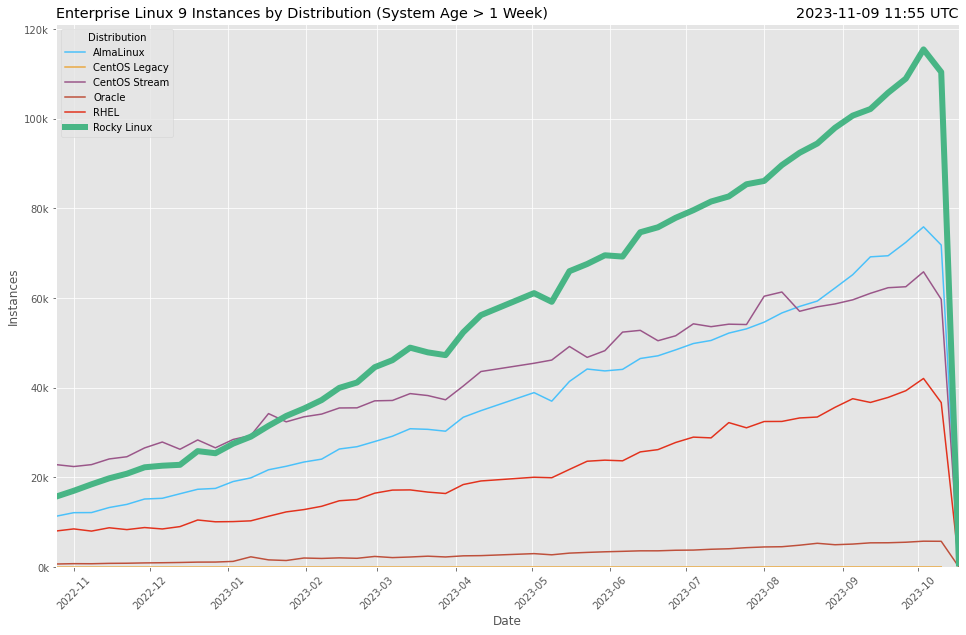 Enterprise Linux 9 Instances by Distribution (System Age > 1 Week)
2023-11-09 11:55 UTC
Distribution
AlmaLinux
CentOS Legacy
CentOS Stream
Oracle
RHEL
Rocky Linux
Instances
120k
100k
80k
60k
40k
20k
0k
2022-11
2022-12
2023-01
2023-02
2023-03
2023-04
2023-05
2023-06
2023-07
2023-08
2023-09
2023-10
Date